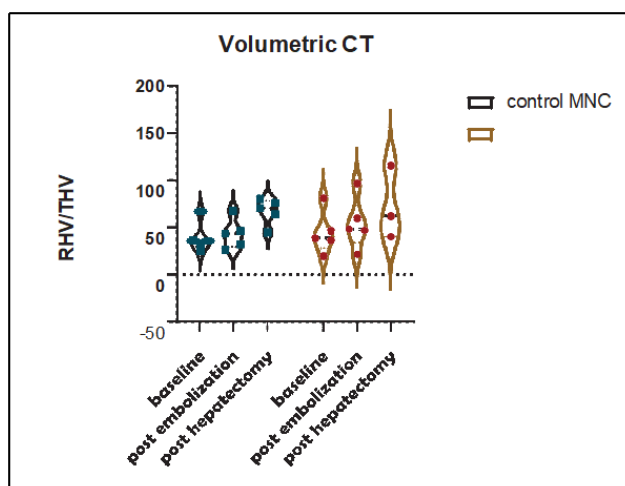 Volumetric CT
200
150
100
50
0
-50
RHV/THV
control MNC
baseline
post embolization
post hepatectomy
baseline
post embolization
post hepatectomy